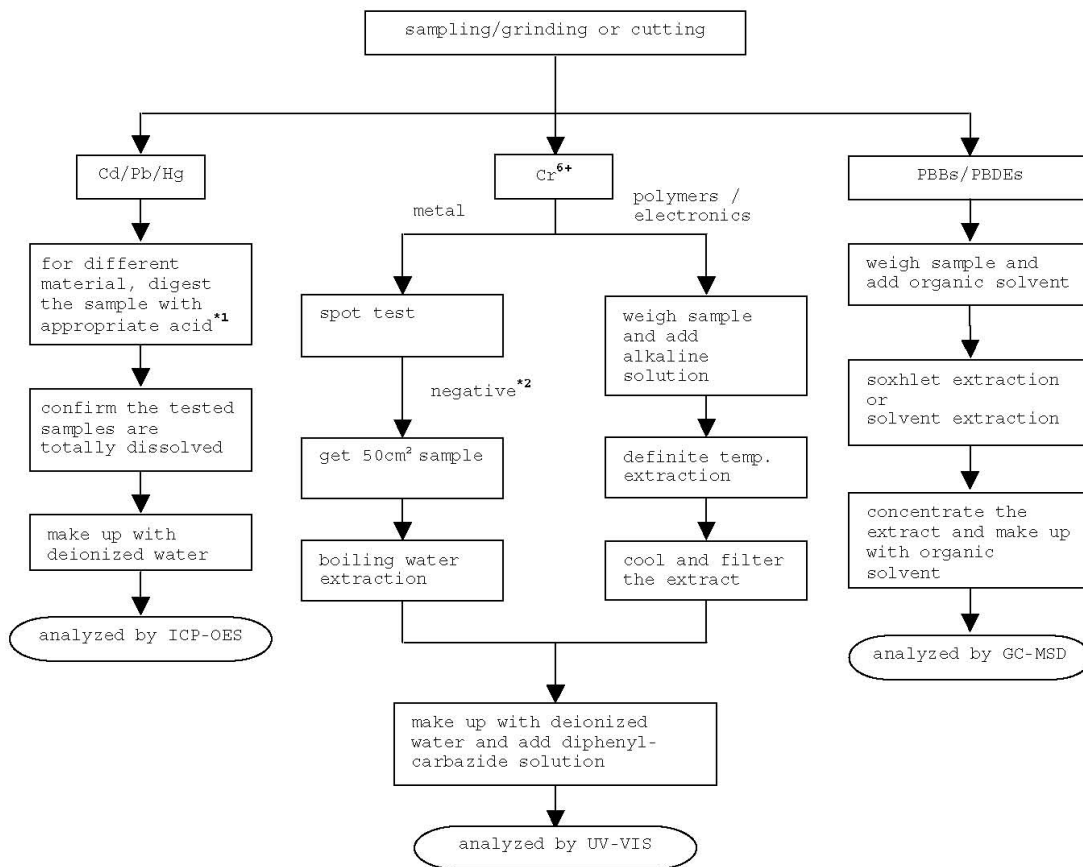 sampling/grinding or cutting
Cd/Pb/Hg
for different
material, digest
the sample with
appropriate acid*1
confirm the tested
samples are
totally dissolved
make up with
deionized water
analyzed by ICP-OES
Cr6+
metal
spot test
negative*2
get 50cm² sample
boiling water
extraction
polymers /
electronics
weigh sample
and add
alkaline
solution
definite temp.
extraction
cool and filter
the extract
make up with deionized
water and add diphenyl-
carbazide solution
analyzed by UV-VIS
PBBs/PBDEs
weigh sample and
add organic solvent
soxhlet extraction
or
solvent extraction
concentrate the
extract and make up
with organic
solvent
analyzed by GC-MSD